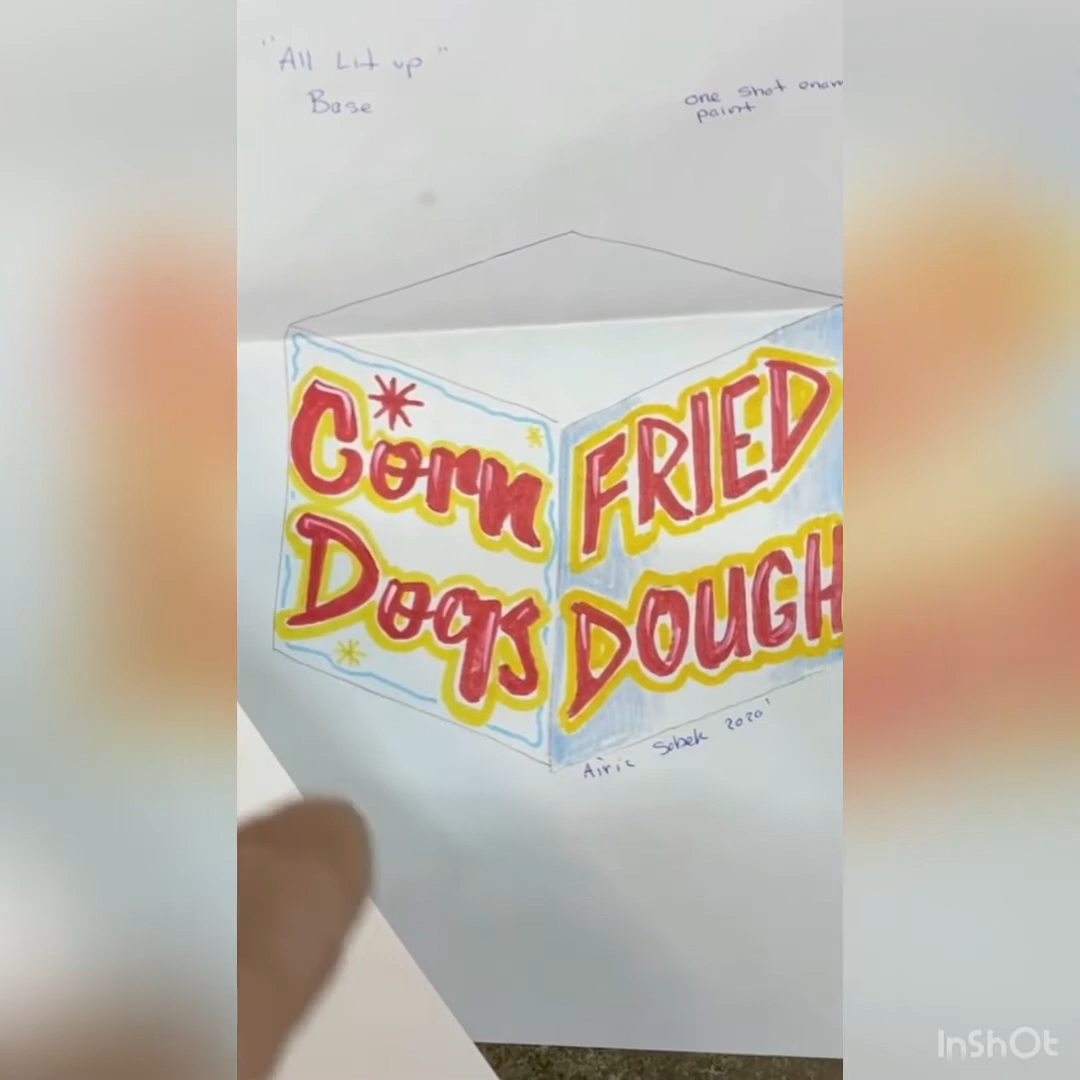 "All Lit up"
Base
one shot enam
paint
Corn
Dogs
FRIED
DOUGH
Airic Sobek 2020'
InShOt